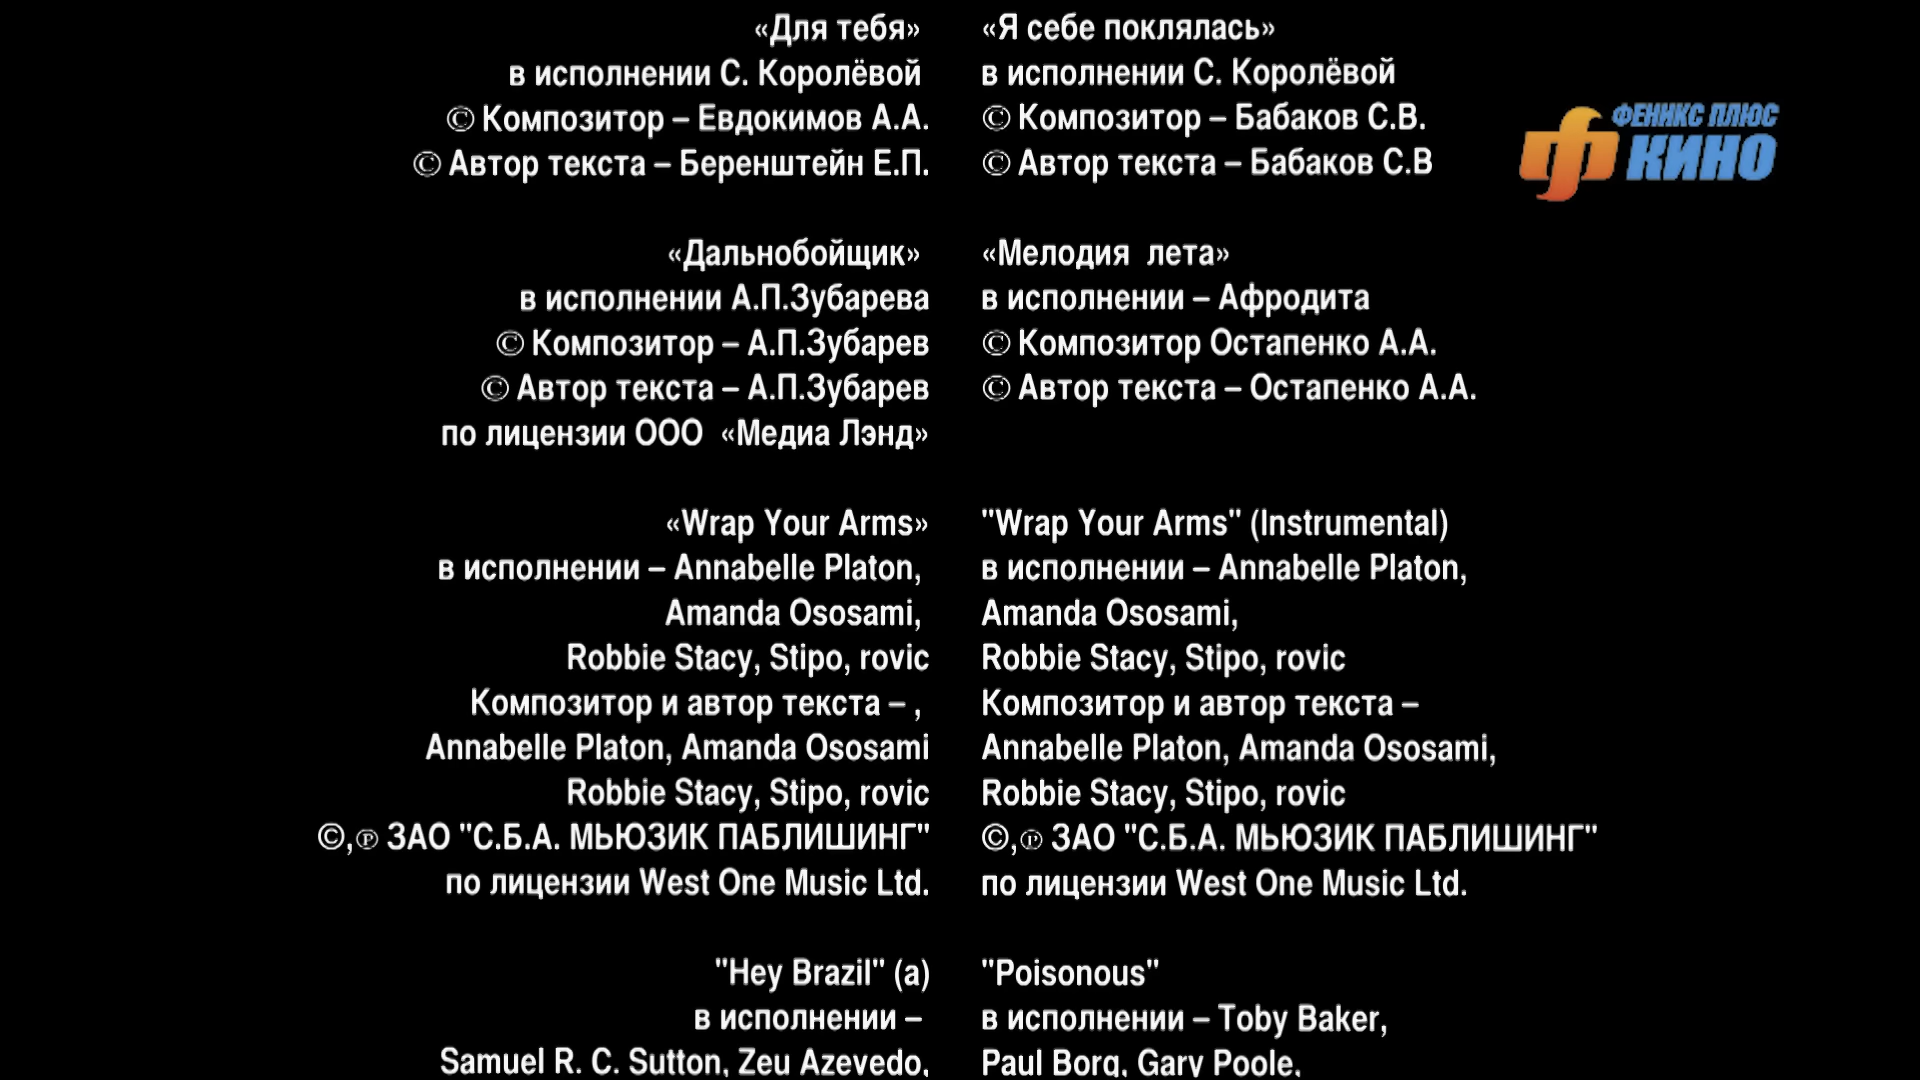 «Для тебя»
в исполнении С. Королёвой
© Композитор – Евдокимов А.А.
© Автор текста – Беренштейн Е.П.
«Я себе поклялась»
в исполнении С. Королёвой
© Композитор – Бабаков С.В.
© Автор текста – Бабаков С.В
ФЕНИКС ПЛЮС
КИНО
«Дальнобойщик»
в исполнении А.П.Зубарева
© Композитор – А.П.Зубарев
© Автор текста – А.П.Зубарев
по лицензии ООО «Медиа Лэнд»
«Мелодия лета»
в исполнении – Афродита
© Композитор Остапенко А.А.
© Автор текста – Остапенко А.А.
«Wrap Your Arms»
в исполнении – Annabelle Platon,
Amanda Ososami,
Robbie Stacy, Stipo, rovic
Композитор и автор текста – ,
Annabelle Platon, Amanda Ososami
Robbie Stacy, Stipo, rovic
©,℗ ЗАО "С.Б.А. МЬЮЗИК ПАБЛИШИНГ"
по лицензии West One Music Ltd.
"Wrap Your Arms" (Instrumental)
в исполнении – Annabelle Platon,
Amanda Ososami,
Robbie Stacy, Stipo, rovic
Композитор и автор текста –
Annabelle Platon, Amanda Ososami,
Robbie Stacy, Stipo, rovic
©,℗ ЗАО "С.Б.А. МЬЮЗИК ПАБЛИШИНГ"
по лицензии West One Music Ltd.
"Hey Brazil" (a)
в исполнении –
Samuel R. C. Sutton, Zeu Azevedo,
"Poisonous"
в исполнении – Toby Baker,
Paul Borg, Gary Poole,